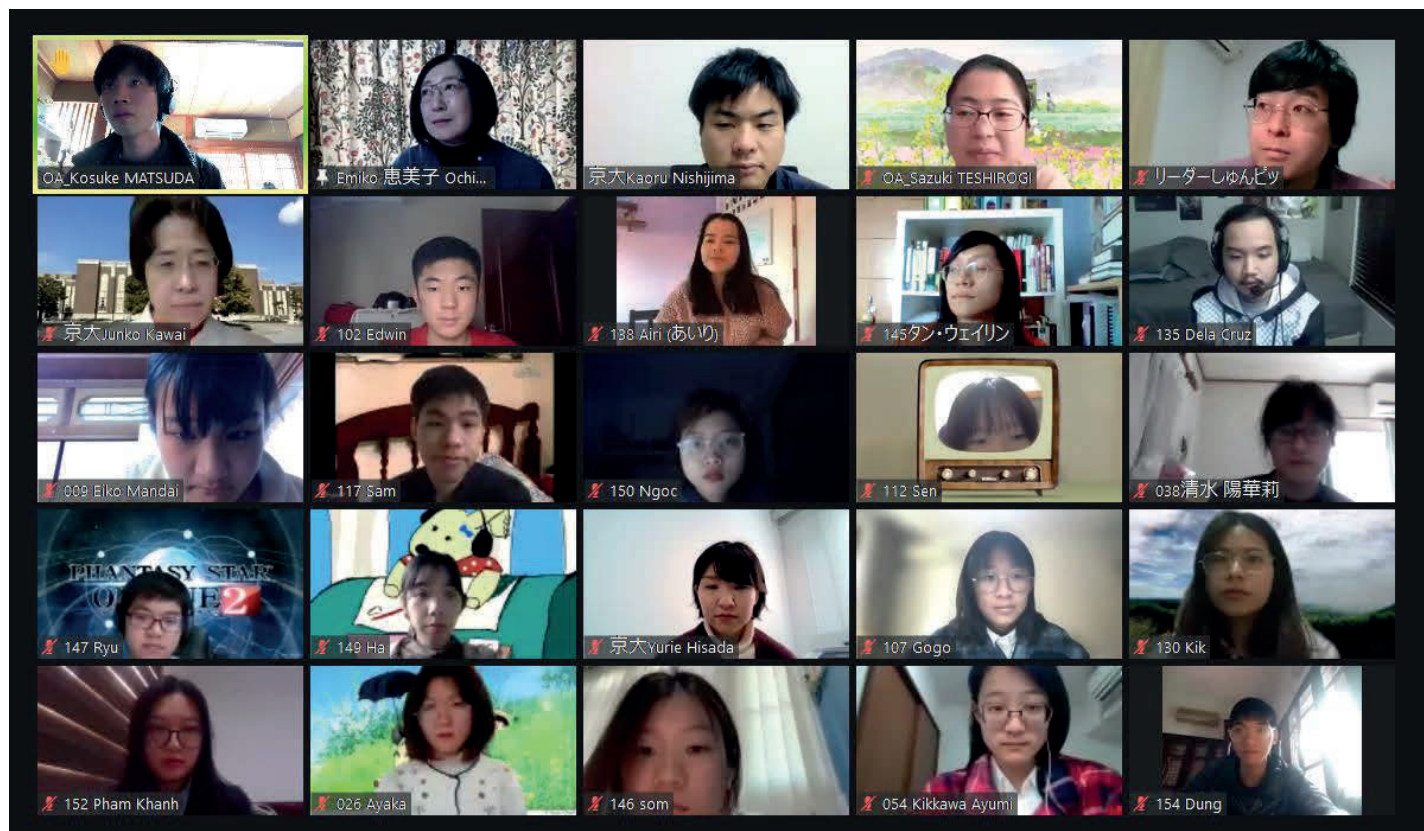 OA_Kosuke MATSUDA
Emiko 恵美子 Ochi...
京大Kaoru Nishijima
OA_Sazuki TESHIROGI
リーダーしゅんピッ
京大Junko Kawai
102 Edwin
138 Airi (あいり)
145タン・ウェイリン
135 Dela Cruz
009 Eiko Mandai
117 Sam
150 Ngoc
112 Sen
038清水 陽華莉
PHANTASY STAR
ONLINE 2
147 Ryu
149 Ha
京大Yurie Hisada
107 Gogo
130 Kik
152 Pham Khanh
026 Ayaka
146 som
054 Kikkawa Ayumi
154 Dung